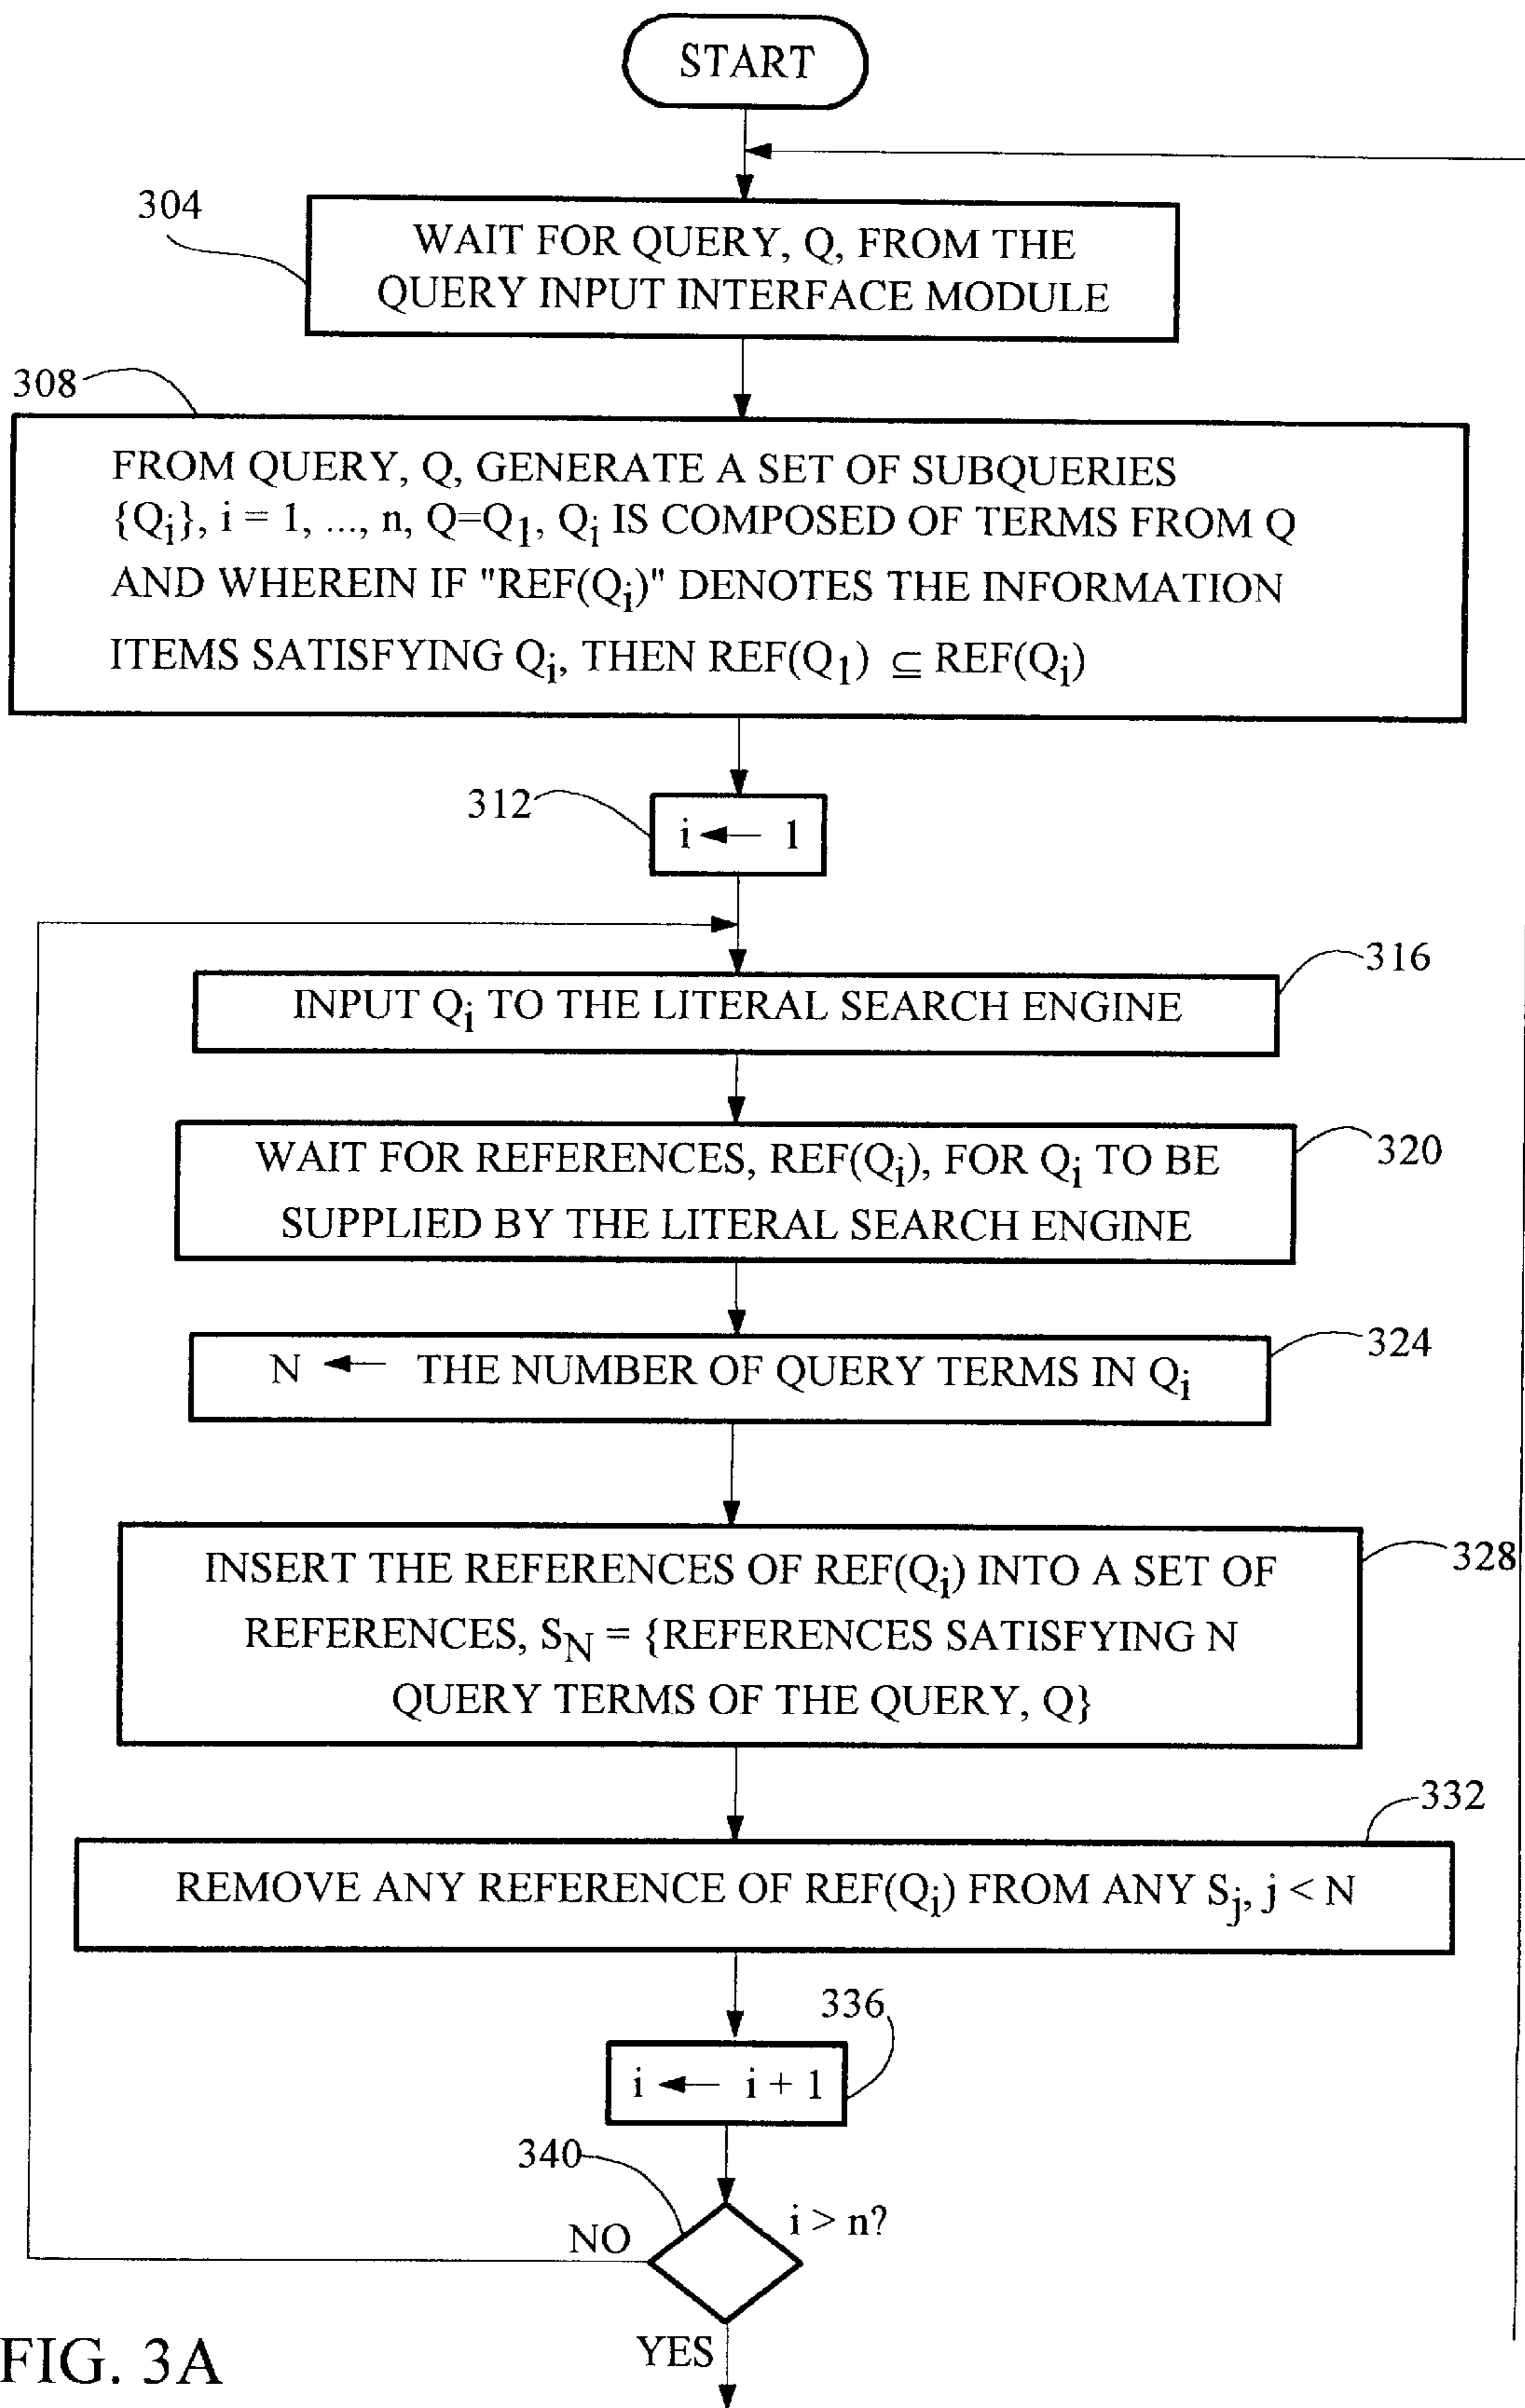 START
304
WAIT FOR QUERY, Q, FROM THE
QUERY INPUT INTERFACE MODULE
308
FROM QUERY, Q, GENERATE A SET OF SUBQUERIES
{Qi}, i = 1, ..., n, Q=Q1, Qi IS COMPOSED OF TERMS FROM Q
AND WHEREIN IF "REF(Qi)" DENOTES THE INFORMATION
ITEMS SATISFYING Qi, THEN REF(Q1) ⊆ REF(Qi)
312
i ← 1
316
INPUT Qi TO THE LITERAL SEARCH ENGINE
320
WAIT FOR REFERENCES, REF(Qi), FOR Qi TO BE
SUPPLIED BY THE LITERAL SEARCH ENGINE
324
N ← THE NUMBER OF QUERY TERMS IN Qi
328
INSERT THE REFERENCES OF REF(Qi) INTO A SET OF
REFERENCES, SN = {REFERENCES SATISFYING N
QUERY TERMS OF THE QUERY, Q}
332
REMOVE ANY REFERENCE OF REF(Qi) FROM ANY Sj, j < N
336
i ← i + 1
340
i > n?
NO
YES
FIG. 3A